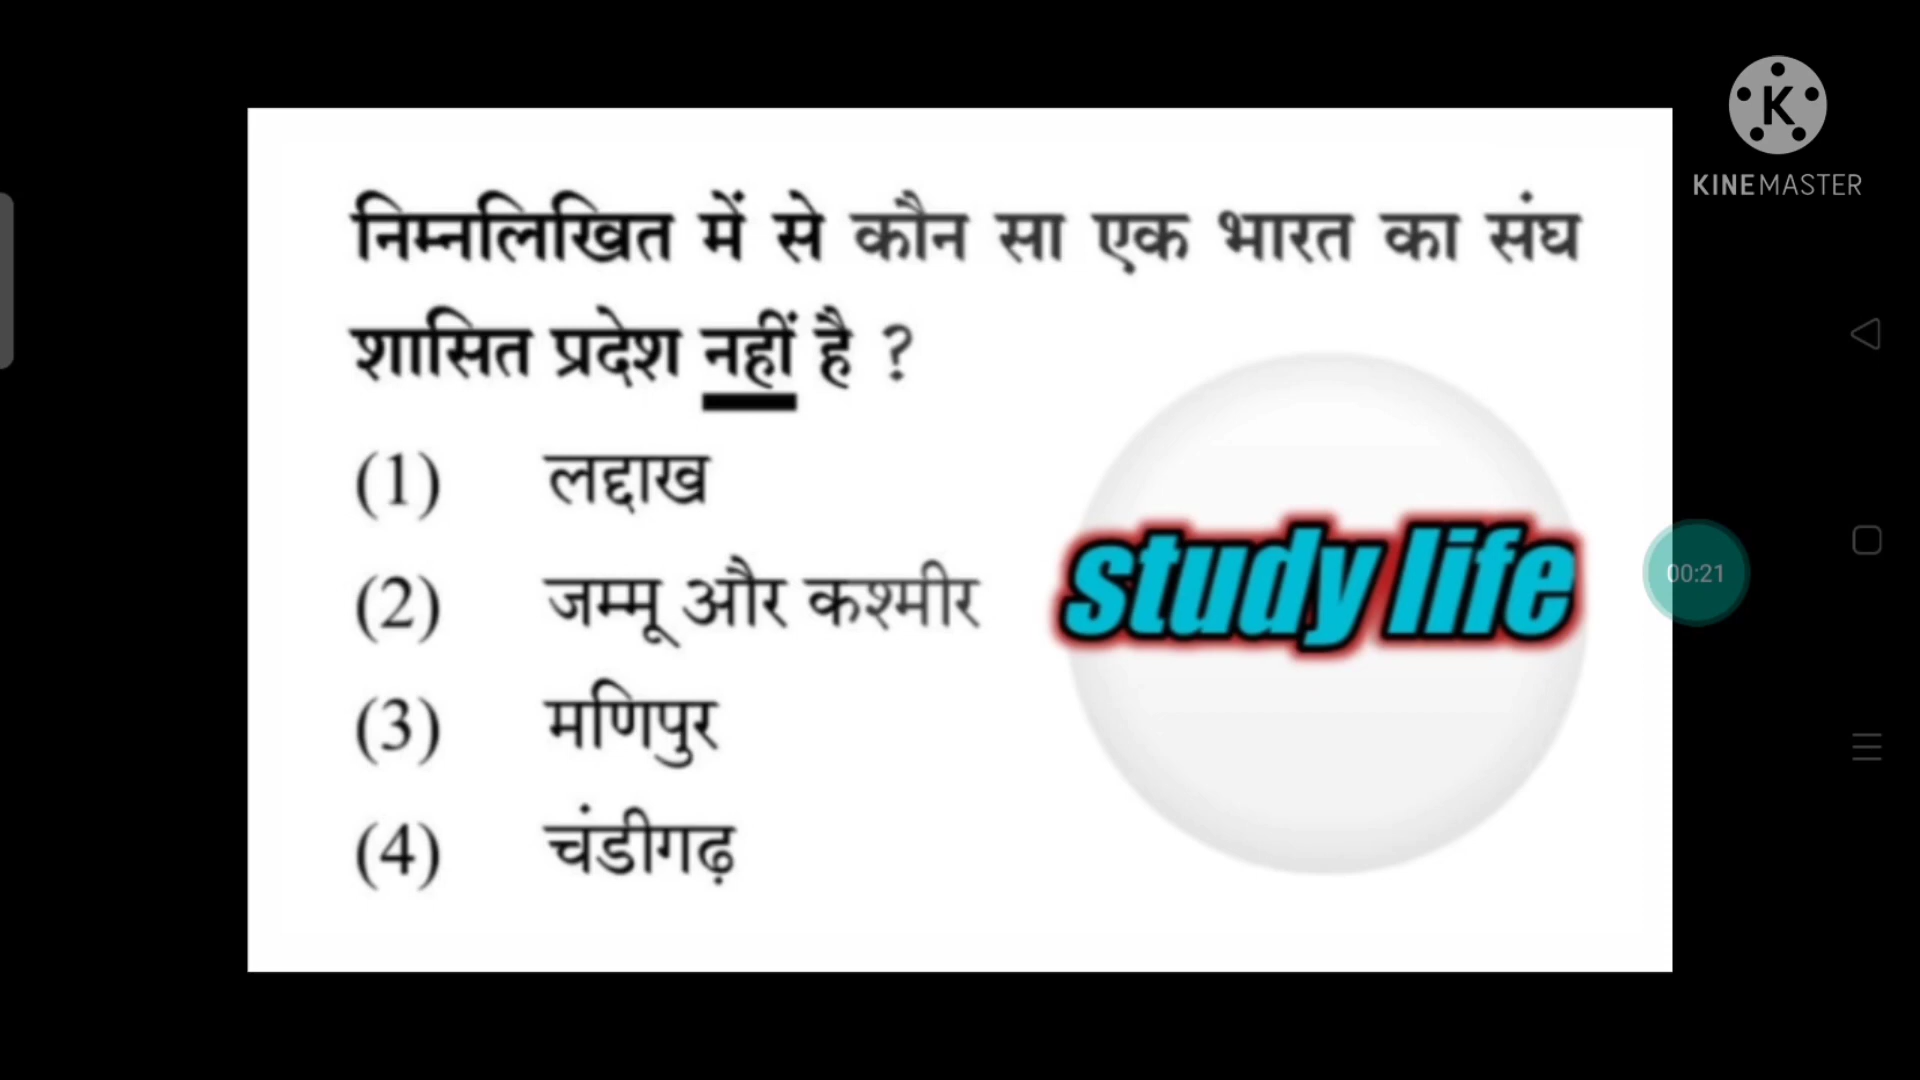 KINEMASTER
निम्नलिखित में से कौन सा एक भारत का संघ
शासित प्रदेश नहीं है ?
(1) लद्दाख
(2) जम्मू और कश्मीर
(3) मणिपुर
(4) चंडीगढ़
study life
00:21